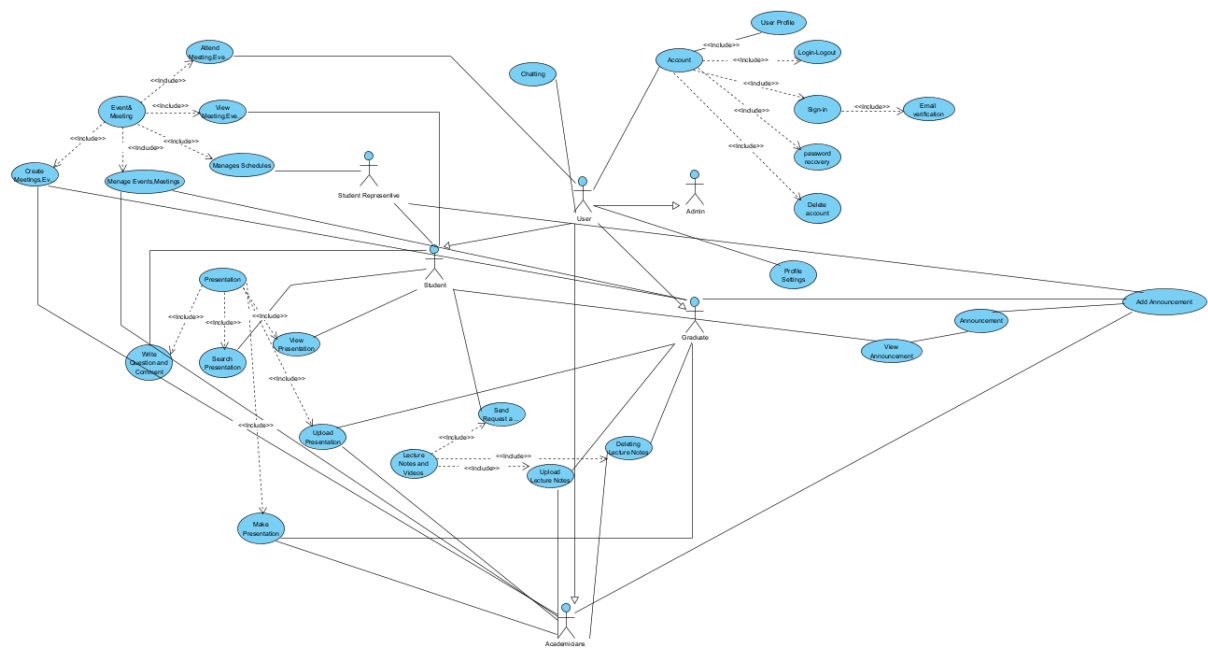 User Profile
<<Include>>
Attend
Meeting,Eve..
Login-Logout
Account
<<Include>>
Chatting
<<Include>>
<<Include>>
Event&
Meeting
<<Include>>
View
Meeting,Eve..
Sign-in
<<Include>>
Email
verification
<<Include>>
<<Include>>
<<Include>>
<<Include>>
<<Include>>
<<Include>>
password
recovery
Create
Meetings,Ev..
Manages Schedules
Menage Events,Meetings
Student Representive
User
Admin
Delete
account
Profile
Settings
Student
Presentation
Add Announcement
<<Include>>
<<Include>>
<<Include>>
Announcement
Graduate
View
Presentation
View
Announcement
Write
Question and
Comment
Search
Presentation
<<Include>>
Send
Request a...
<<Include>>
Upload
Presentation
<<Include>>
Deleting
Lecture Notes
Lecture
Notes and
Videos
<<Include>>
<<Include>>
Upload
Lecture Notes
Make
Presentation
Academicians